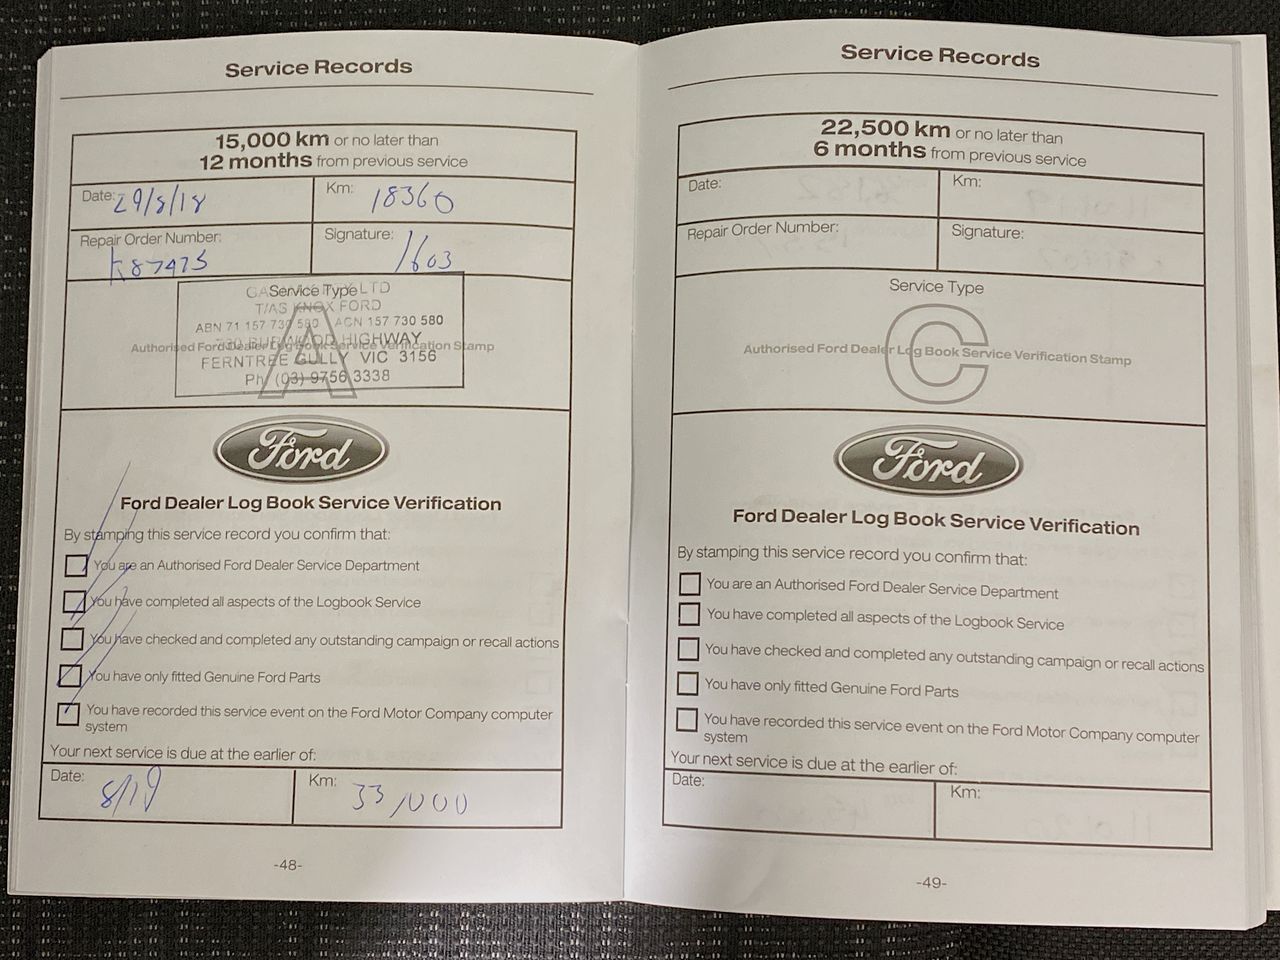 Service Records
15,000 km or no later than
12 months from previous service
Date: 29/8/18
Km: 18360
Repair Order Number:
K87475
Signature: 1603
Service Type
LTD
T/AS KNOX FORD
ABN 71 157 730 580 ACN 157 730 580
HIGHWAY
Authorised Ford Dealer Log Book Service Verification Stamp
FERNTREE GULLY VIC 3156
Ph (03) 9756 3338
A
Ford
Ford Dealer Log Book Service Verification
By stamping this service record you confirm that:
You are an Authorised Ford Dealer Service Department
You have completed all aspects of the Logbook Service
You have checked and completed any outstanding campaign or recall actions
You have only fitted Genuine Ford Parts
You have recorded this service event on the Ford Motor Company computer
system
Your next service is due at the earlier of:
Date: 8/19
Km: 33,000
-48-
Service Records
22,500 km or no later than
6 months from previous service
Date:
Km:
Repair Order Number:
Signature:
Service Type
C
Authorised Ford Dealer Log Book Service Verification Stamp
Ford
Ford Dealer Log Book Service Verification
By stamping this service record you confirm that:
You are an Authorised Ford Dealer Service Department
You have completed all aspects of the Logbook Service
You have checked and completed any outstanding campaign or recall actions
You have only fitted Genuine Ford Parts
You have recorded this service event on the Ford Motor Company computer
system
Your next service is due at the earlier of:
Date:
Km:
-49-